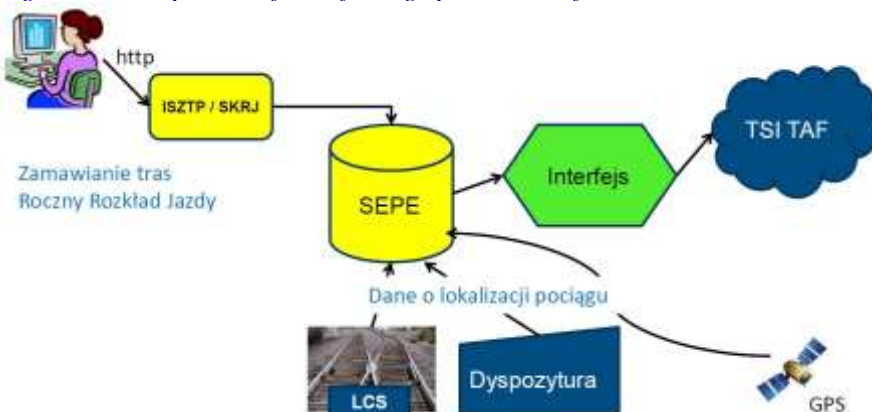 http
ISZTP / SKRJ
TSI TAF
Interfejs
Zamawianie tras
Roczny Rozkład Jazdy
SEPE
Dane o lokalizacji pociągu
Dyspozytura
LCS
GPS